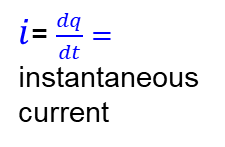 i = dq/dt =
instantaneous
current